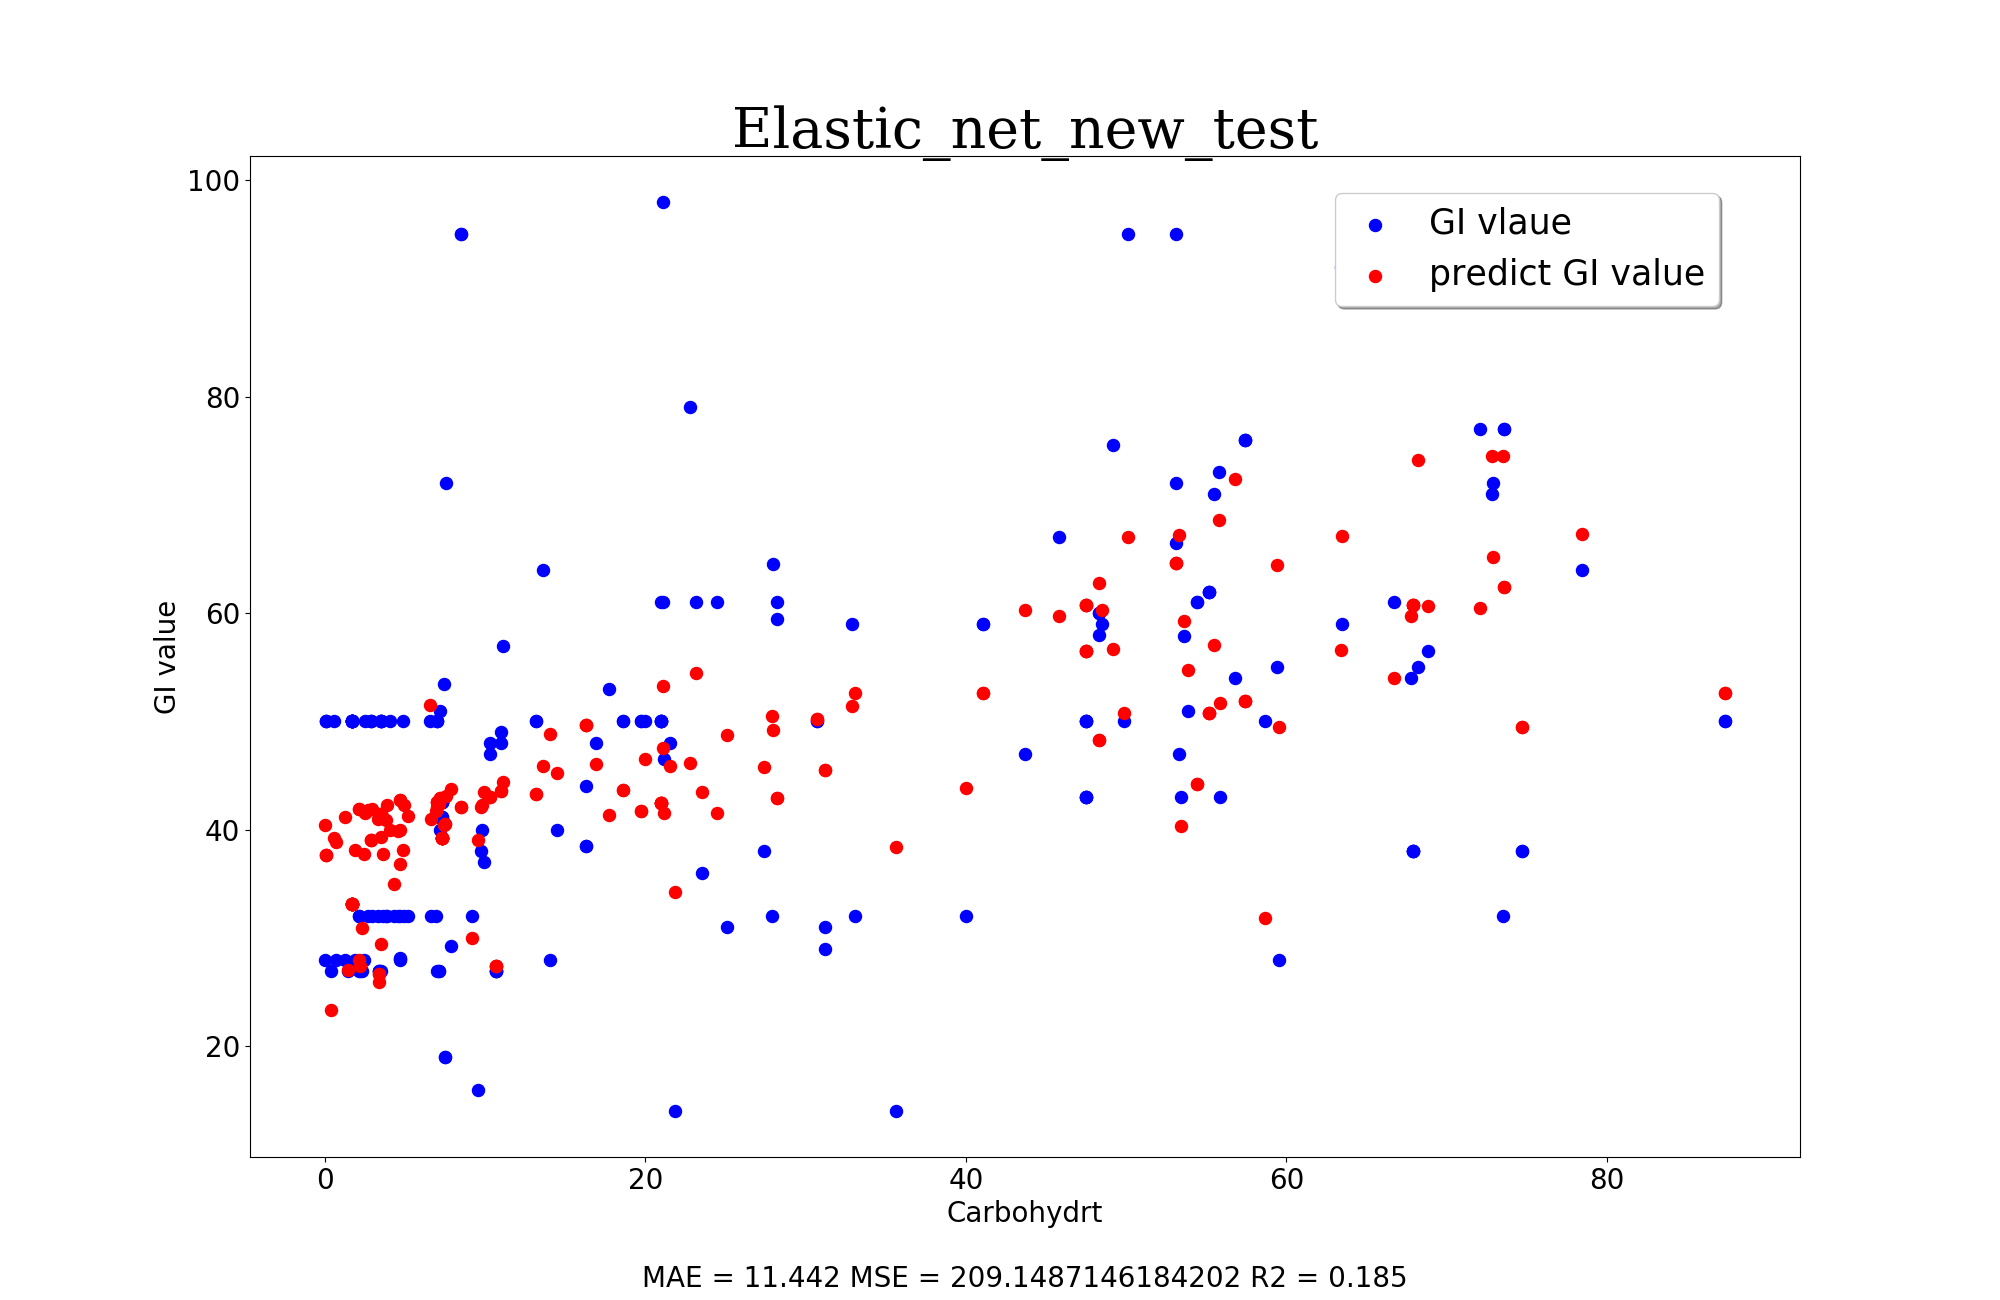 Elastic_net_new_test
100
80
60
40
20
GI value
GI vlaue
predict GI value
0 20 40 60 80
Carbohydrt
MAE = 11.442 MSE = 209.1487146184202 R2 = 0.185